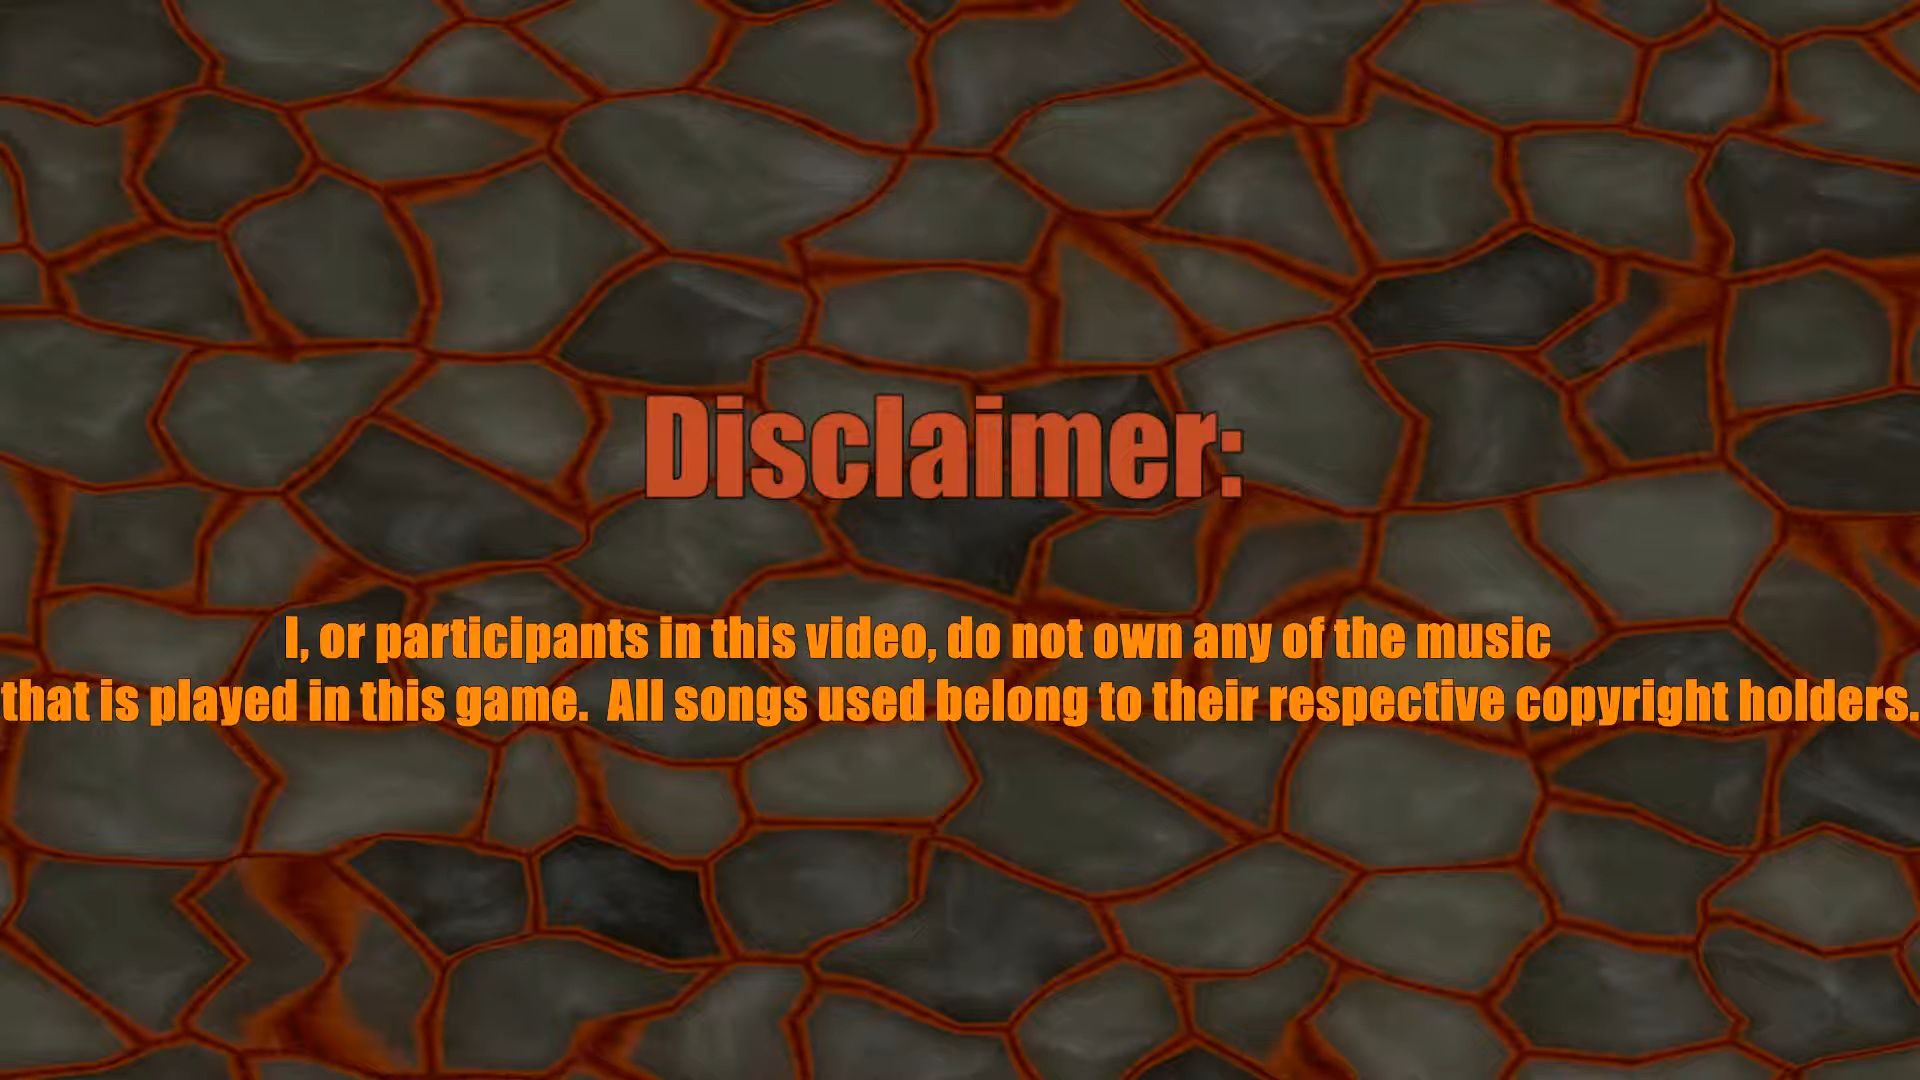 Disclaimer:
I, or participants in this video, do not own any of the music
that is played in this game.  All songs used belong to their respective copyright holders.